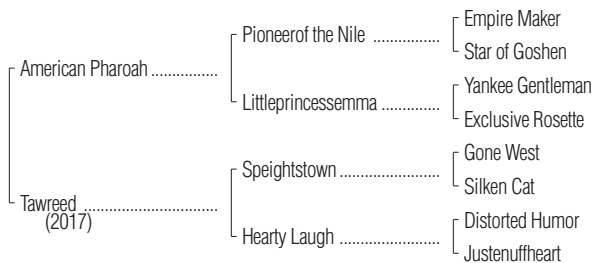 Empire Maker
Pioneerof the Nile ................
Star of Goshen
American Pharoah ................
Yankee Gentleman
Littleprincessemma ..............
Exclusive Rosette
Gone West
Speightstown .......................
Silken Cat
Tawreed ................................
(2017)
Distorted Humor
Hearty Laugh .......................
Justenuffheart